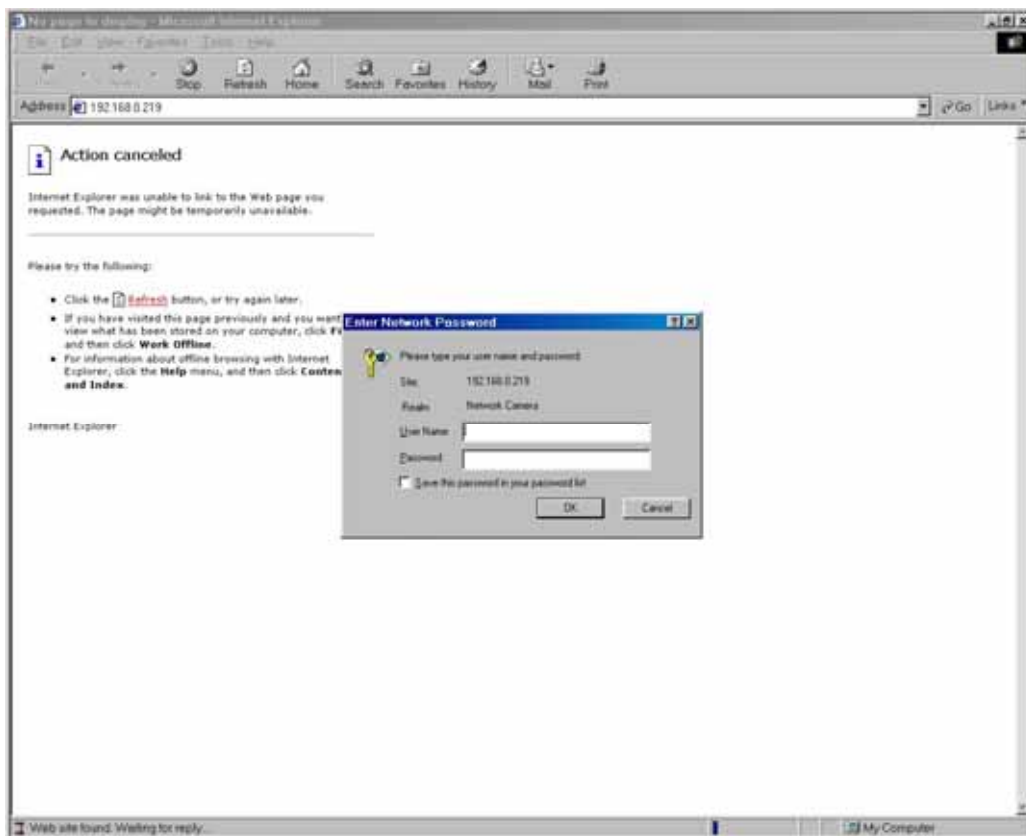 No page to display - Microsoft Internet Explorer
File Edit View Favorites Tools Help
Stop Refresh Home Search Favorites History Mail Print
Address 192.168.0.219 Go Links
Action canceled
Internet Explorer was unable to link to the Web page you
requested. The page might be temporarily unavailable.
Please try the following:
Click the Refresh button, or try again later.
If you have visited this page previously and you want
view what has been stored on your computer, click
and then click Work Offline.
For information about offline browsing with Internet
Explorer, click the Help menu, and then click Conten
and Index.
Internet Explorer
Enter Network Password
Please type your user name and password.
Site: 192.168.0.219
Realm Network Camera
User Name
Password
Save this password in your password list
OK Cancel
Web site found. Waiting for reply... My Computer